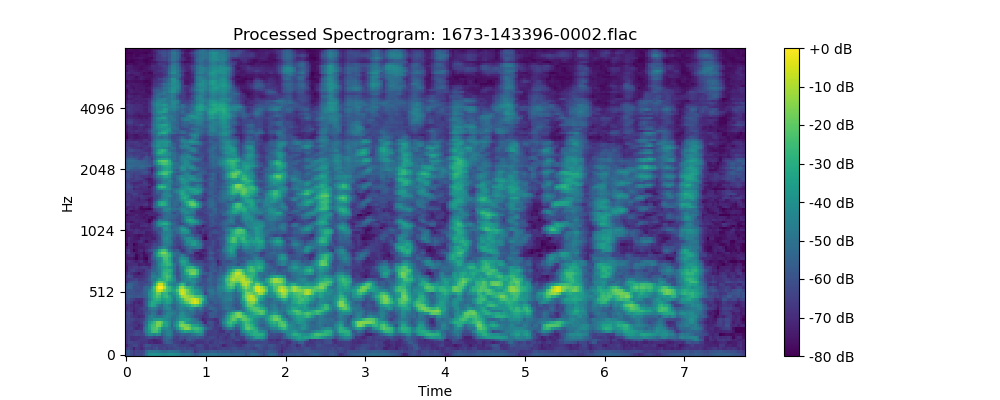 Processed Spectrogram: 1673-143396-0002.flac
Hz
4096
2048
1024
512
0
0 1 2 3 4 5 6 7
Time
+0 dB
-10 dB
-20 dB
-30 dB
-40 dB
-50 dB
-60 dB
-70 dB
-80 dB